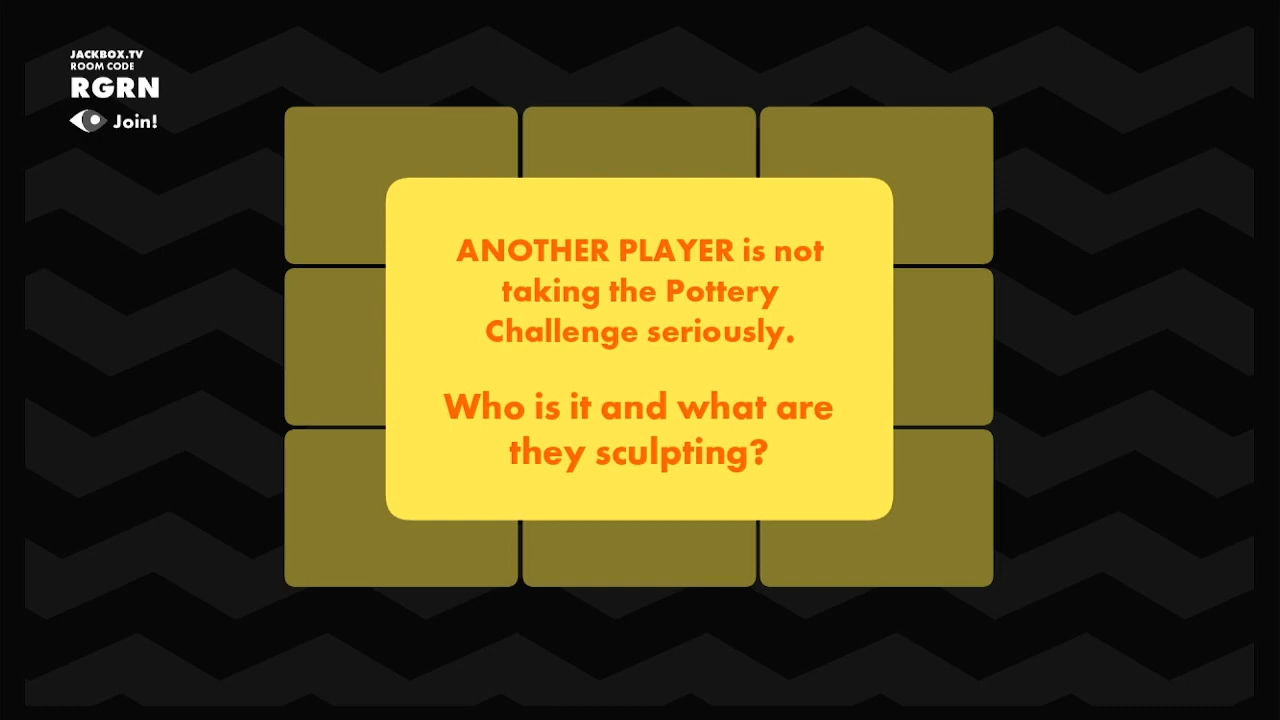 JACKBOX.TV
ROOM CODE
RGRN
Join!
ANOTHER PLAYER is not
taking the Pottery
Challenge seriously.
Who is it and what are
they sculpting?